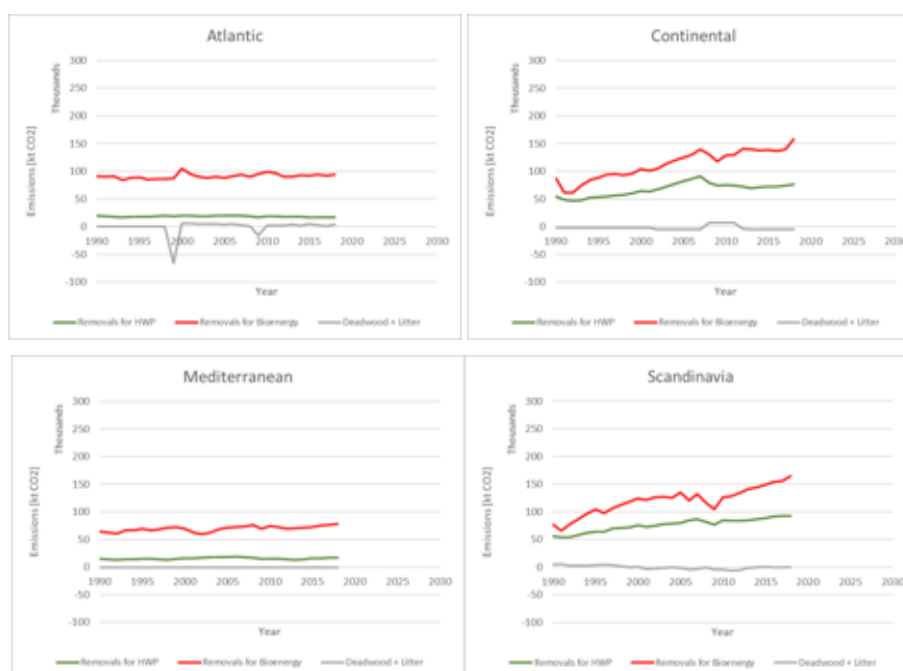 Atlantic
Emissions [kt CO2]
Thousands
300
250
200
150
100
50
0
-50
-100
1990 1995 2000 2005 2010 2015 2020 2025 2030
Year
Removals for HWP Removals for Bioenergy Deadwood + Litter
Continental
Emissions [kt CO2]
Thousands
300
250
200
150
100
50
0
-50
-100
1990 1995 2000 2005 2010 2015 2020 2025 2030
Year
Removals for HWP Removals for Bioenergy Deadwood + Litter
Mediterranean
Emissions [kt CO2]
Thousands
300
250
200
150
100
50
0
-50
-100
1990 1995 2000 2005 2010 2015 2020 2025 2030
Year
Removals for HWP Removals for Bioenergy Deadwood + Litter
Scandinavia
Emissions [kt CO2]
Thousands
300
250
200
150
100
50
0
-50
-100
1990 1995 2000 2005 2010 2015 2020 2025 2030
Year
Removals for HWP Removals for Bioenergy Deadwood + Litter